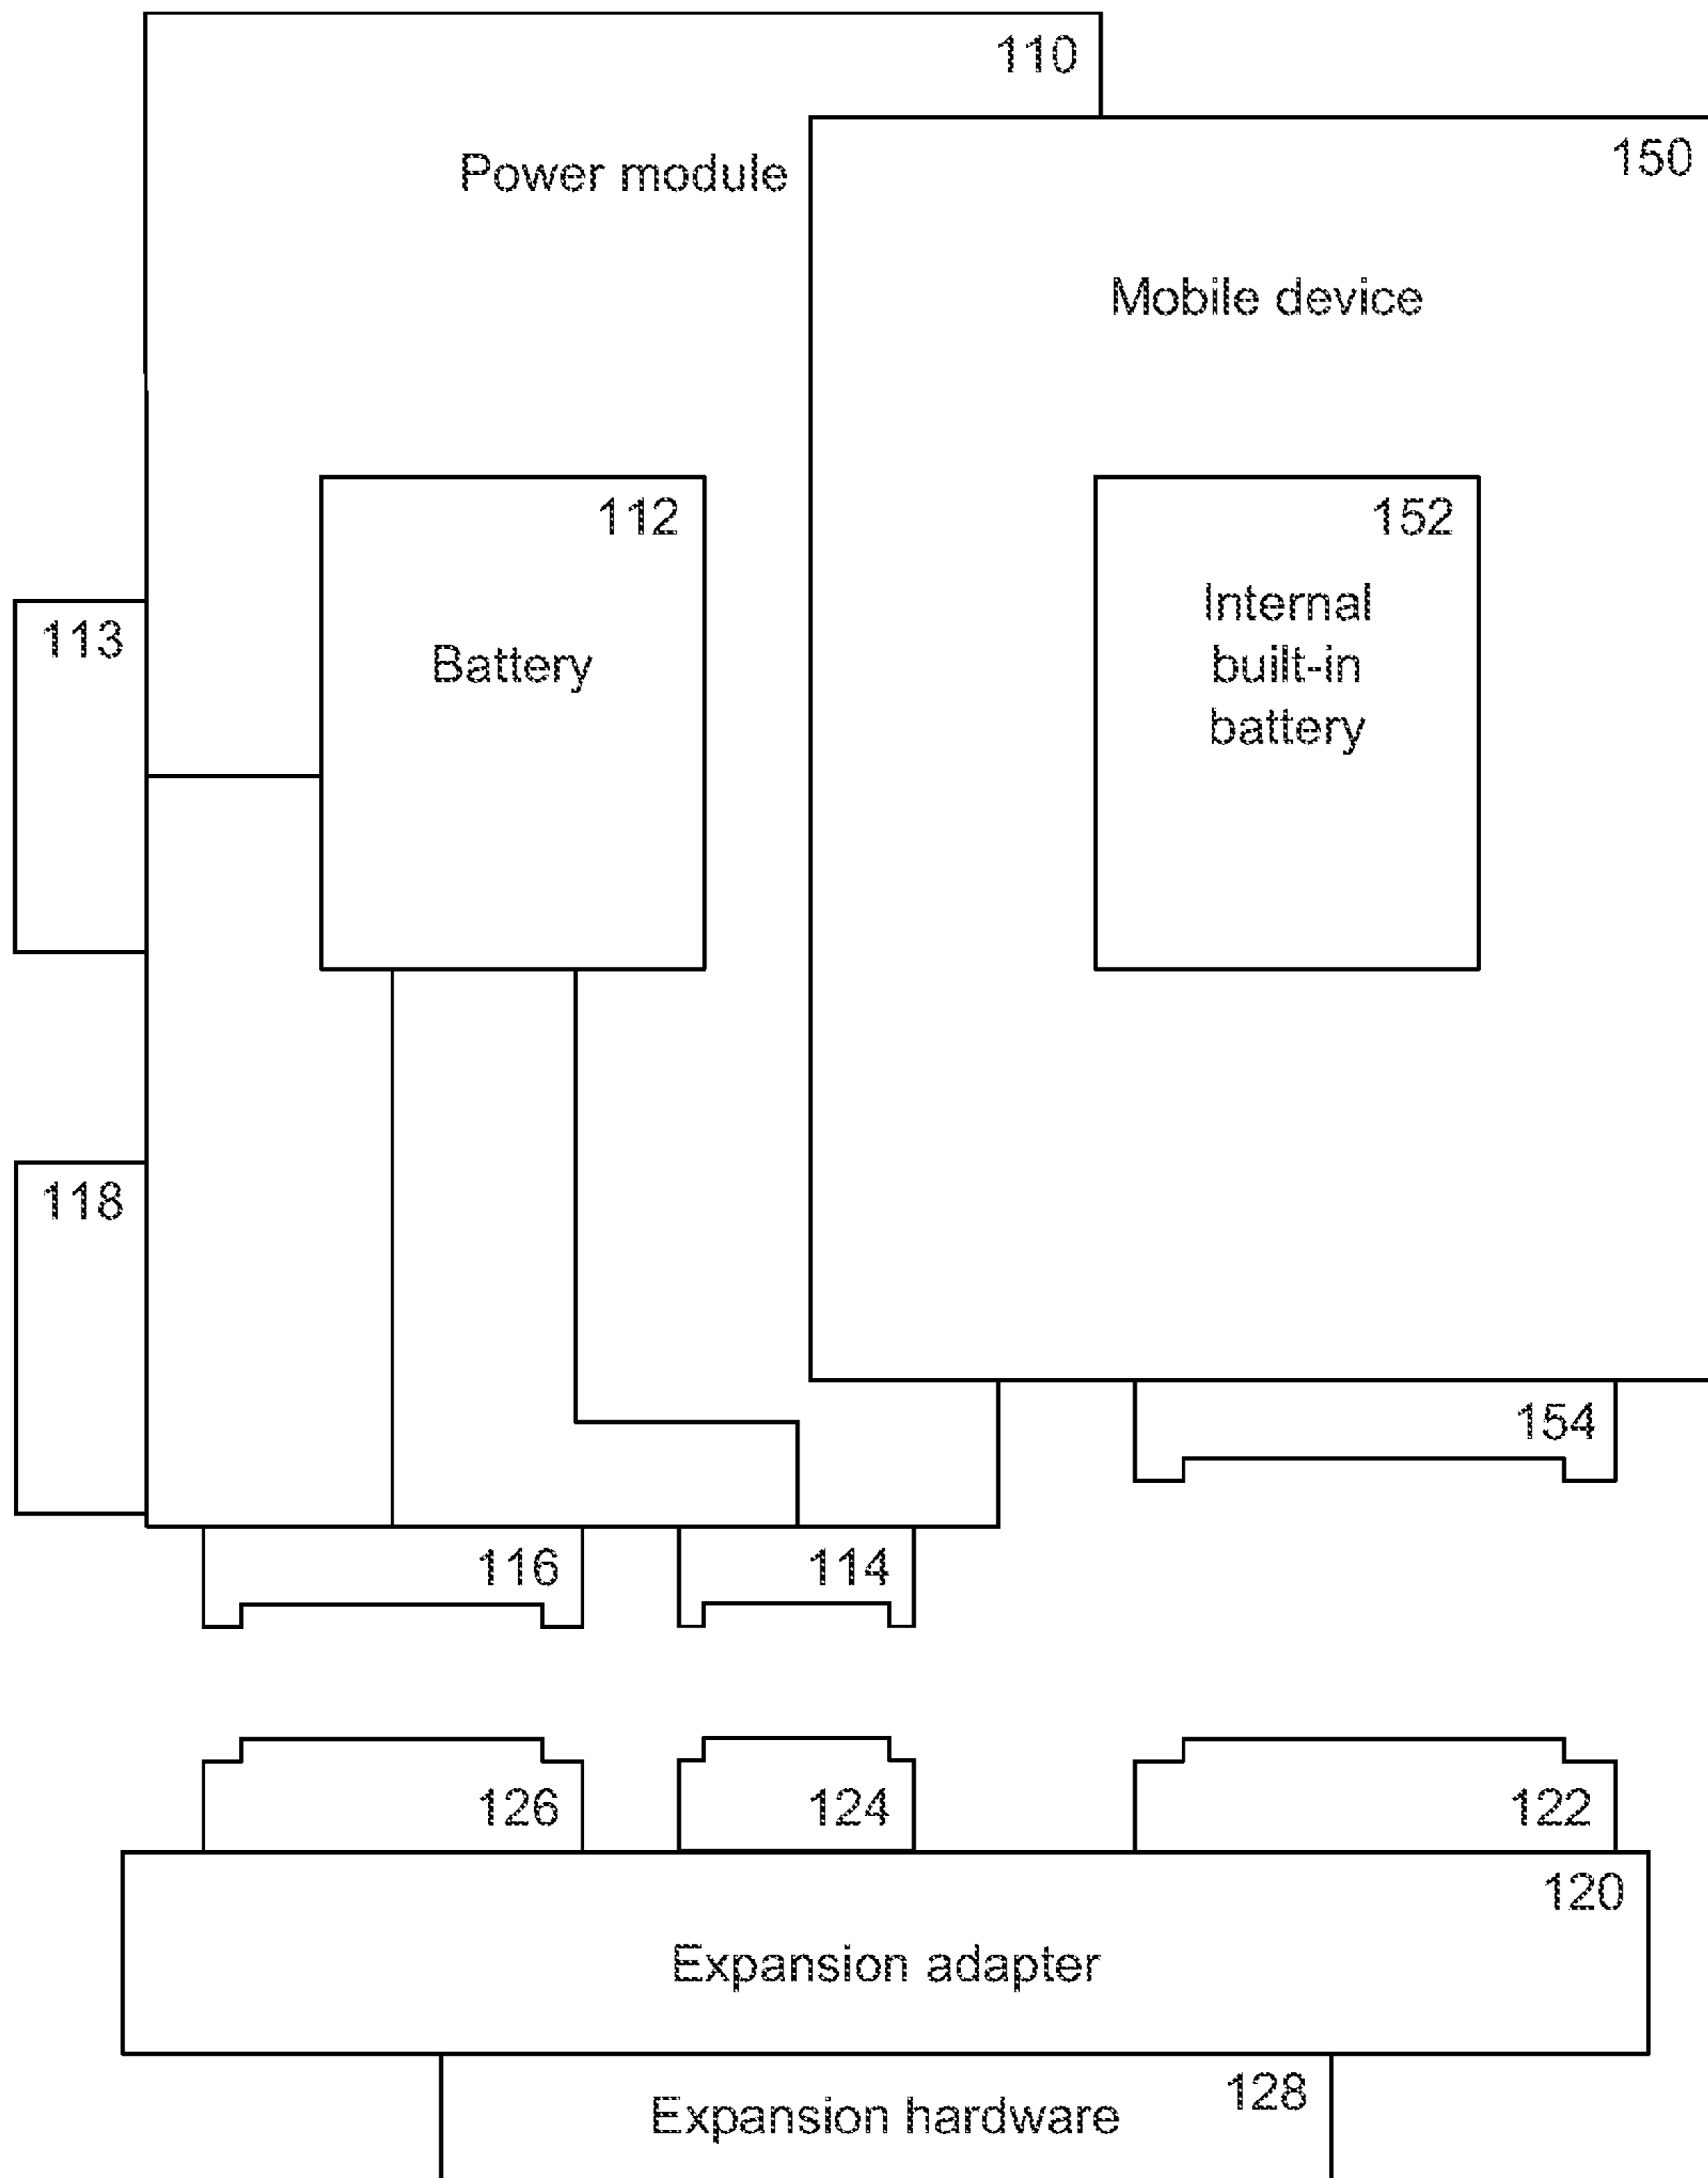 110
Power module
150
Mobile device
112
Battery
152
Internal
built-in
battery
113
118
154
116
114
126
124
122
120
Expansion adapter
128
Expansion hardware